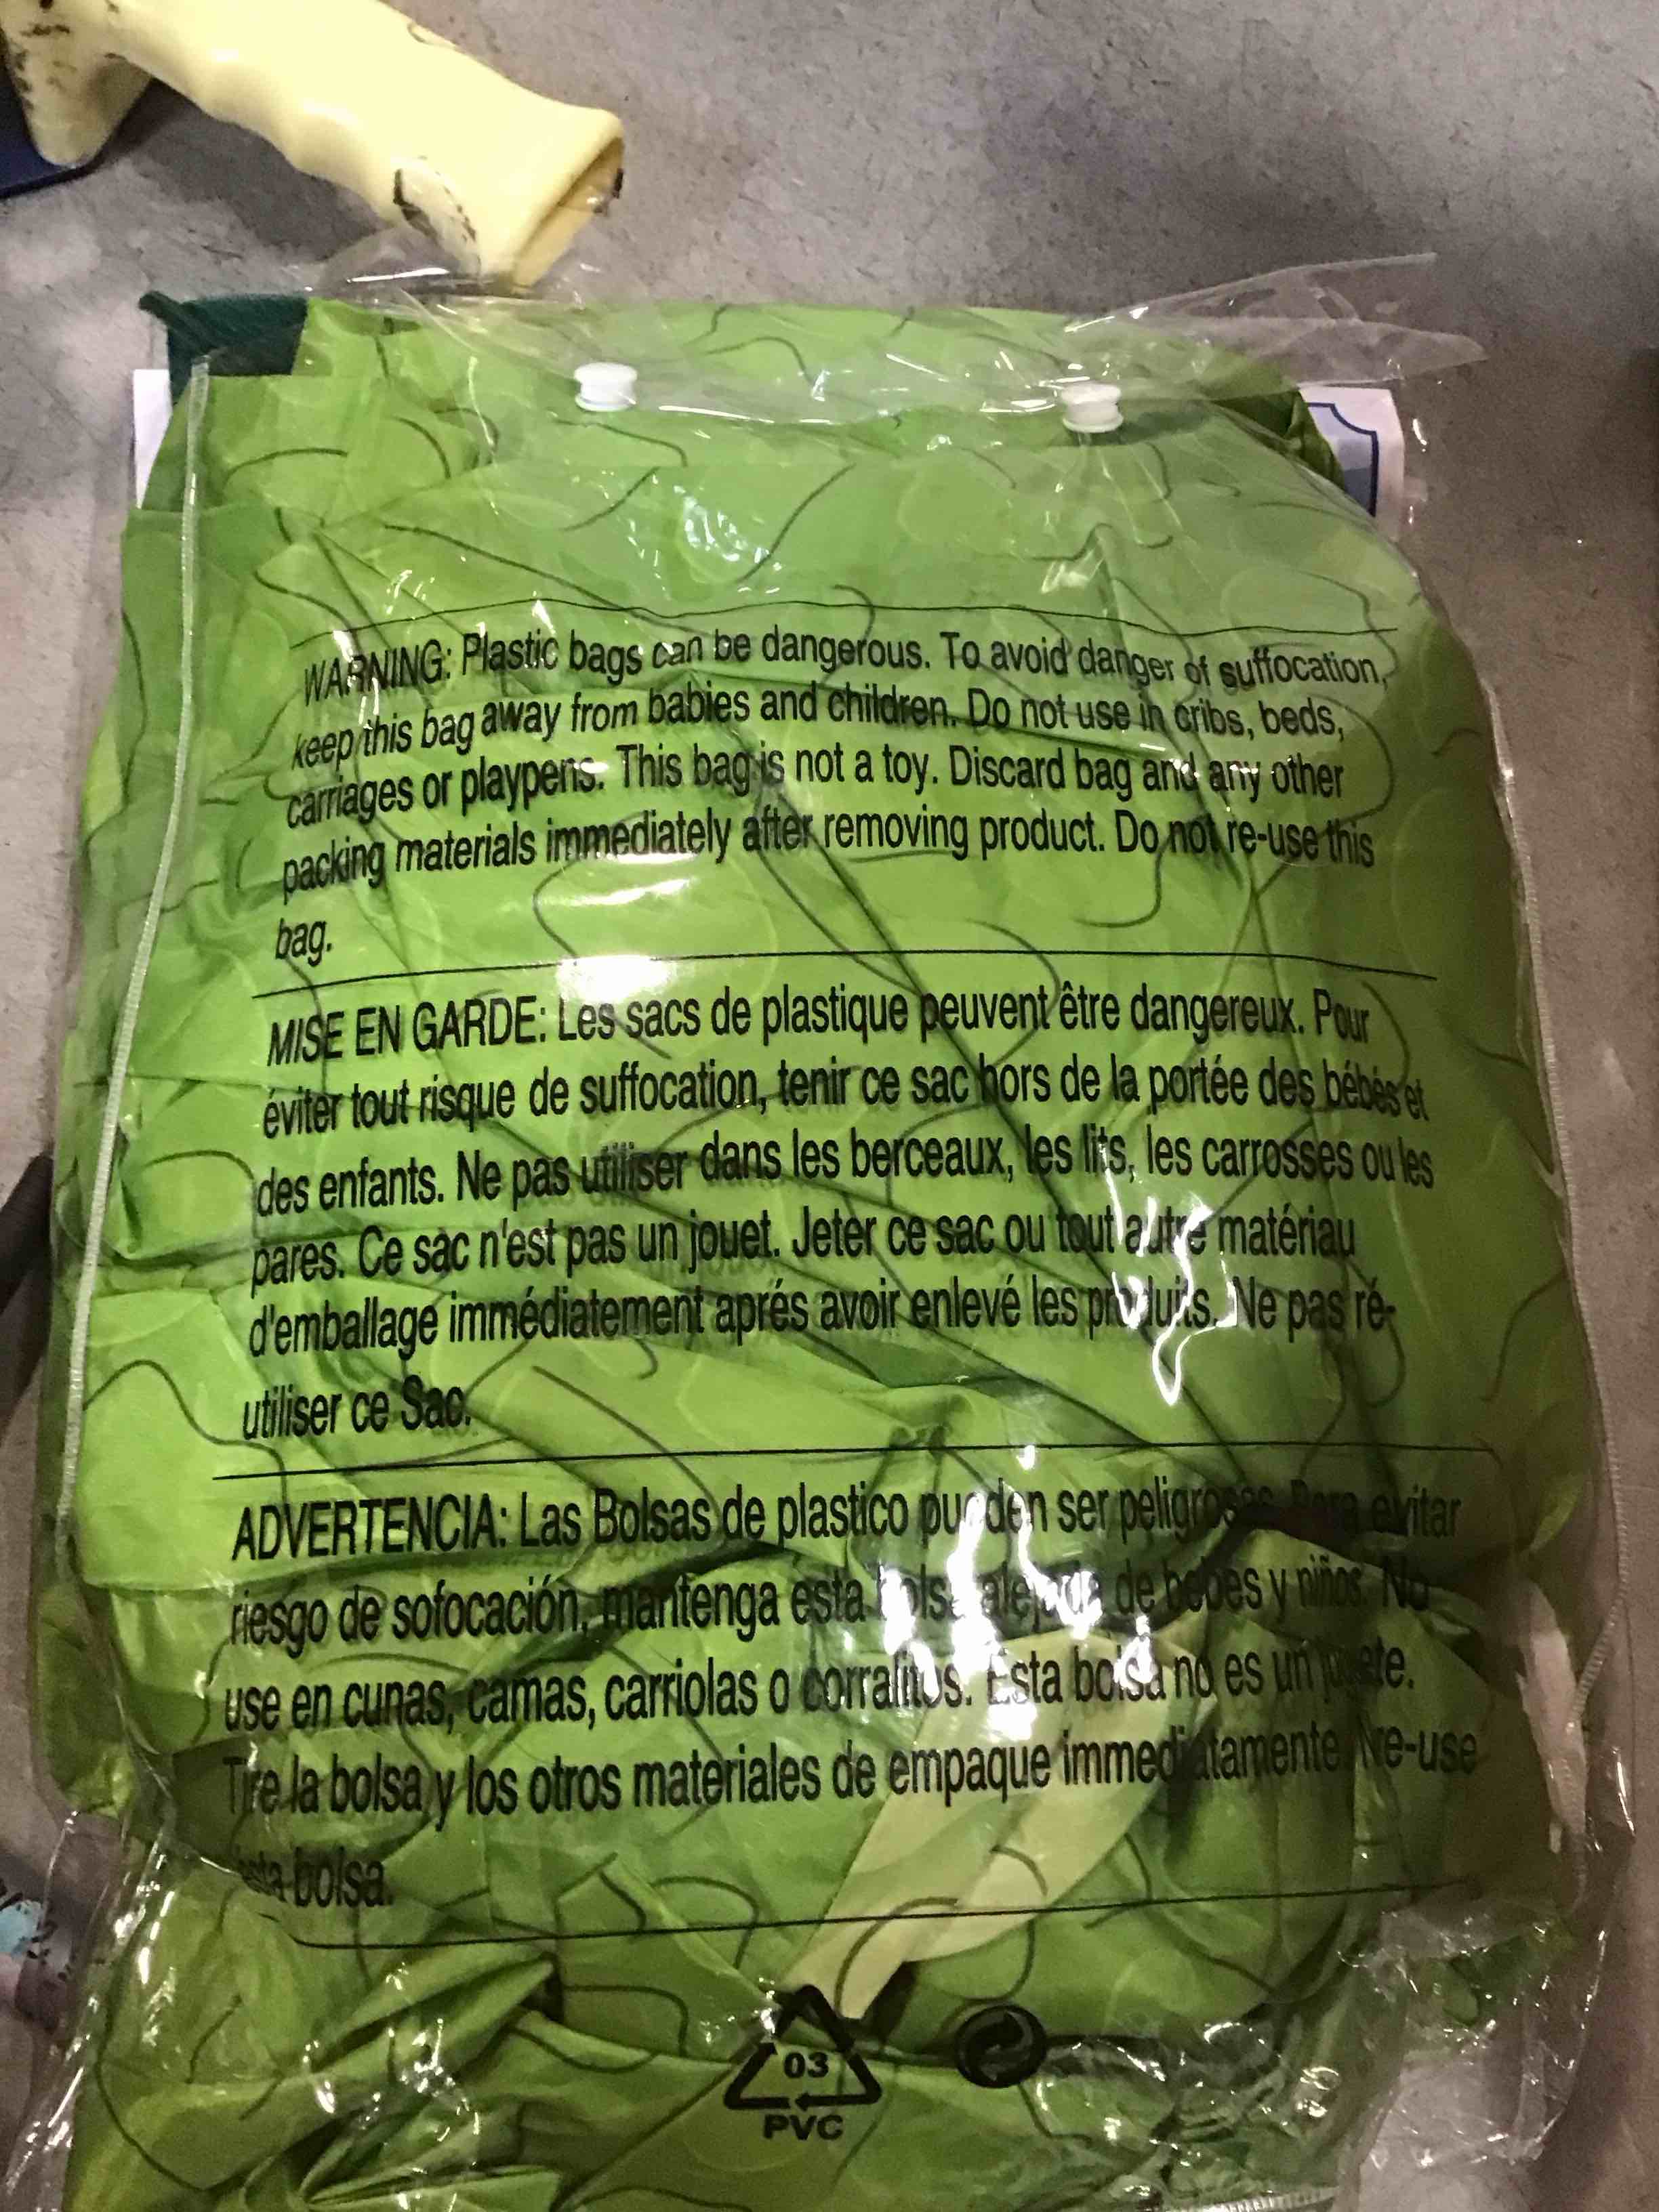 WARNING: Plastic bags can be dangerous. To avoid danger of suffocation,
keep this bag away from babies and children. Do not use in cribs, beds,
carriages or playpens. This bag is not a toy. Discard bag and any other
packing materials immediately after removing product. Do not re-use this
bag.
MISE EN GARDE: Les sacs de plastique peuvent être dangereux. Pour
éviter tout risque de suffocation, tenir ce sac hors de la portée des bébés et
des enfants. Ne pas utiliser dans les berceaux, les lits, les carrosses ou les
pares. Ce sac n'est pas un jouet. Jeter ce sac ou tout autre matériau
d'emballage immédiatement aprés avoir enlevé les produits. Ne pas ré-
utiliser ce Sac.
ADVERTENCIA: Las Bolsas de plastico pueden ser peligrosas. Para evitar
riesgo de sofocación, mantenga esta bolsa alejada de bebes y niños. No
use en cunas, camas, carriolas o corralitos. Esta bolsa no es un juguete.
Tire la bolsa y los otros materiales de empaque immediatamente. re-use
esta bolsa.
03
PVC